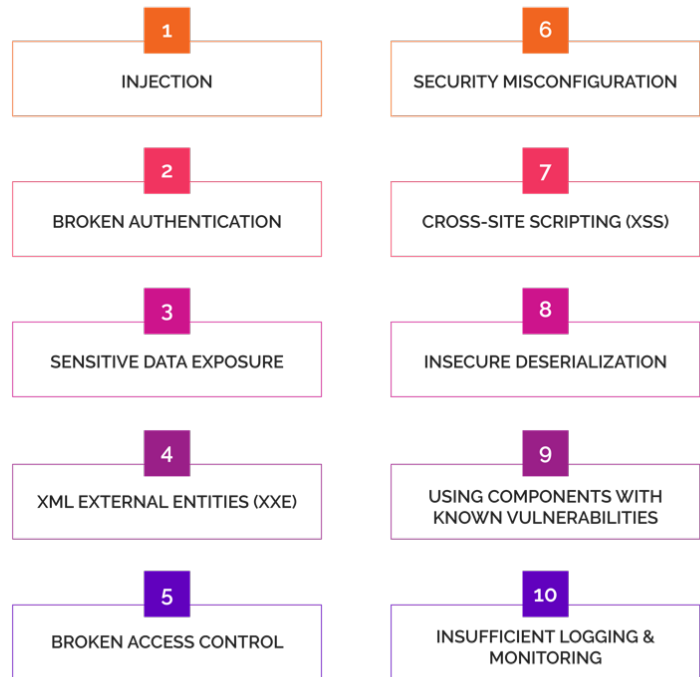 1
INJECTION
2
BROKEN AUTHENTICATION
3
SENSITIVE DATA EXPOSURE
4
XML EXTERNAL ENTITIES (XXE)
5
BROKEN ACCESS CONTROL
6
SECURITY MISCONFIGURATION
7
CROSS-SITE SCRIPTING (XSS)
8
INSECURE DESERIALIZATION
9
USING COMPONENTS WITH
KNOWN VULNERABILITIES
10
INSUFFICIENT LOGGING &
MONITORING